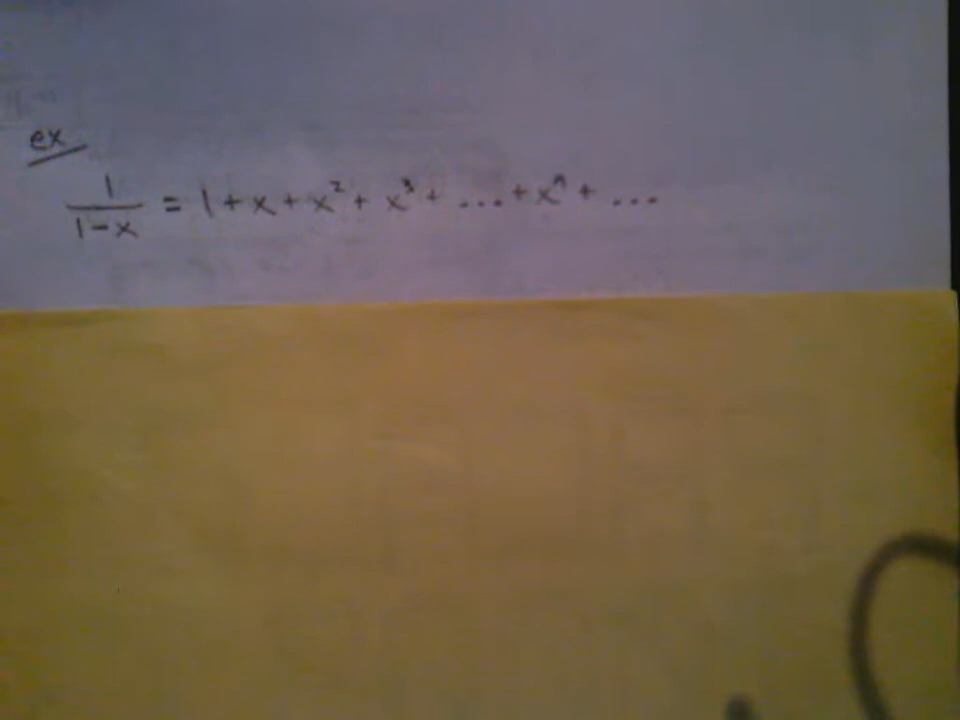 ex
1/(1-x) = 1 + x + x² + x³ + ... + xⁿ + ...